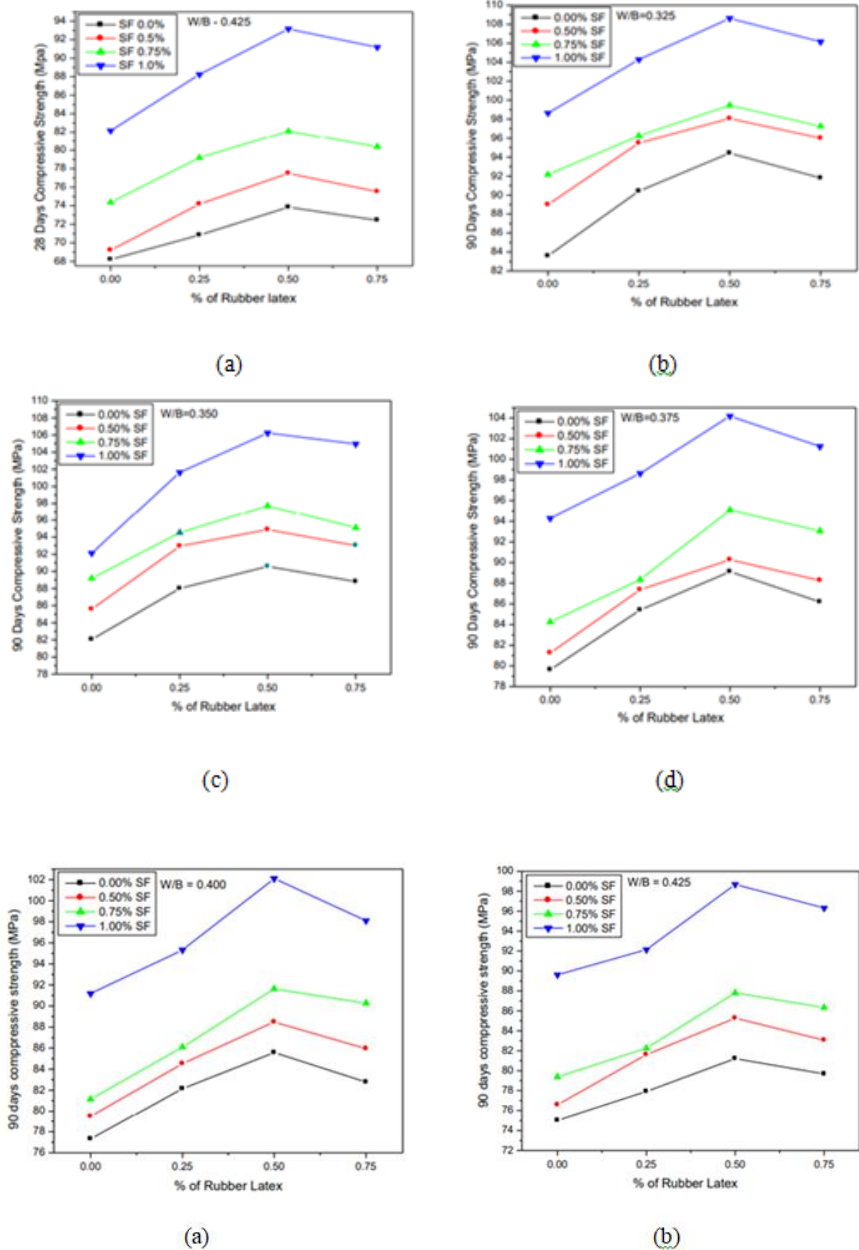 SF 0.0%
SF 0.5%
SF 0.75%
SF 1.0%
W/B - 0.425
94
92
90
88
86
84
82
80
78
76
74
72
70
68
28 Days Compressive Strength (Mpa)
0.00 0.25 0.50 0.75
% of Rubber latex
(a)
0.00% SF
0.50% SF
0.75% SF
1.00% SF
W/B=0.325
110
108
106
104
102
100
98
96
94
92
90
88
86
84
82
90 Days Compressive Strength (MPa)
0.00 0.25 0.50 0.75
% of Rubber Latex
(b)
0.00% SF
0.50% SF
0.75% SF
1.00% SF
W/B=0.350
110
108
106
104
102
100
98
96
94
92
90
88
86
84
82
80
78
90 Days Compressive Strength (MPa)
0.00 0.25 0.50 0.75
% of Rubber Latex
(c)
0.00% SF
0.50% SF
0.75% SF
1.00% SF
W/B=0.375
104
102
100
98
96
94
92
90
88
86
84
82
80
78
90 Days Compressive Strength (MPa)
0.00 0.25 0.50 0.75
% of Rubber Latex
(d)
0.00% SF
0.50% SF
0.75% SF
1.00% SF
W/B = 0.400
102
100
98
96
94
92
90
88
86
84
82
80
78
76
90 days comppressive strength (MPa)
0.00 0.25 0.50 0.75
% of Rubber Latex
(a)
0.00% SF
0.50% SF
0.75% SF
1.00% SF
W/B = 0.425
100
98
96
94
92
90
88
86
84
82
80
78
76
74
72
90 days comppressive strength (MPa)
0.00 0.25 0.50 0.75
% of Rubber Latex
(b)